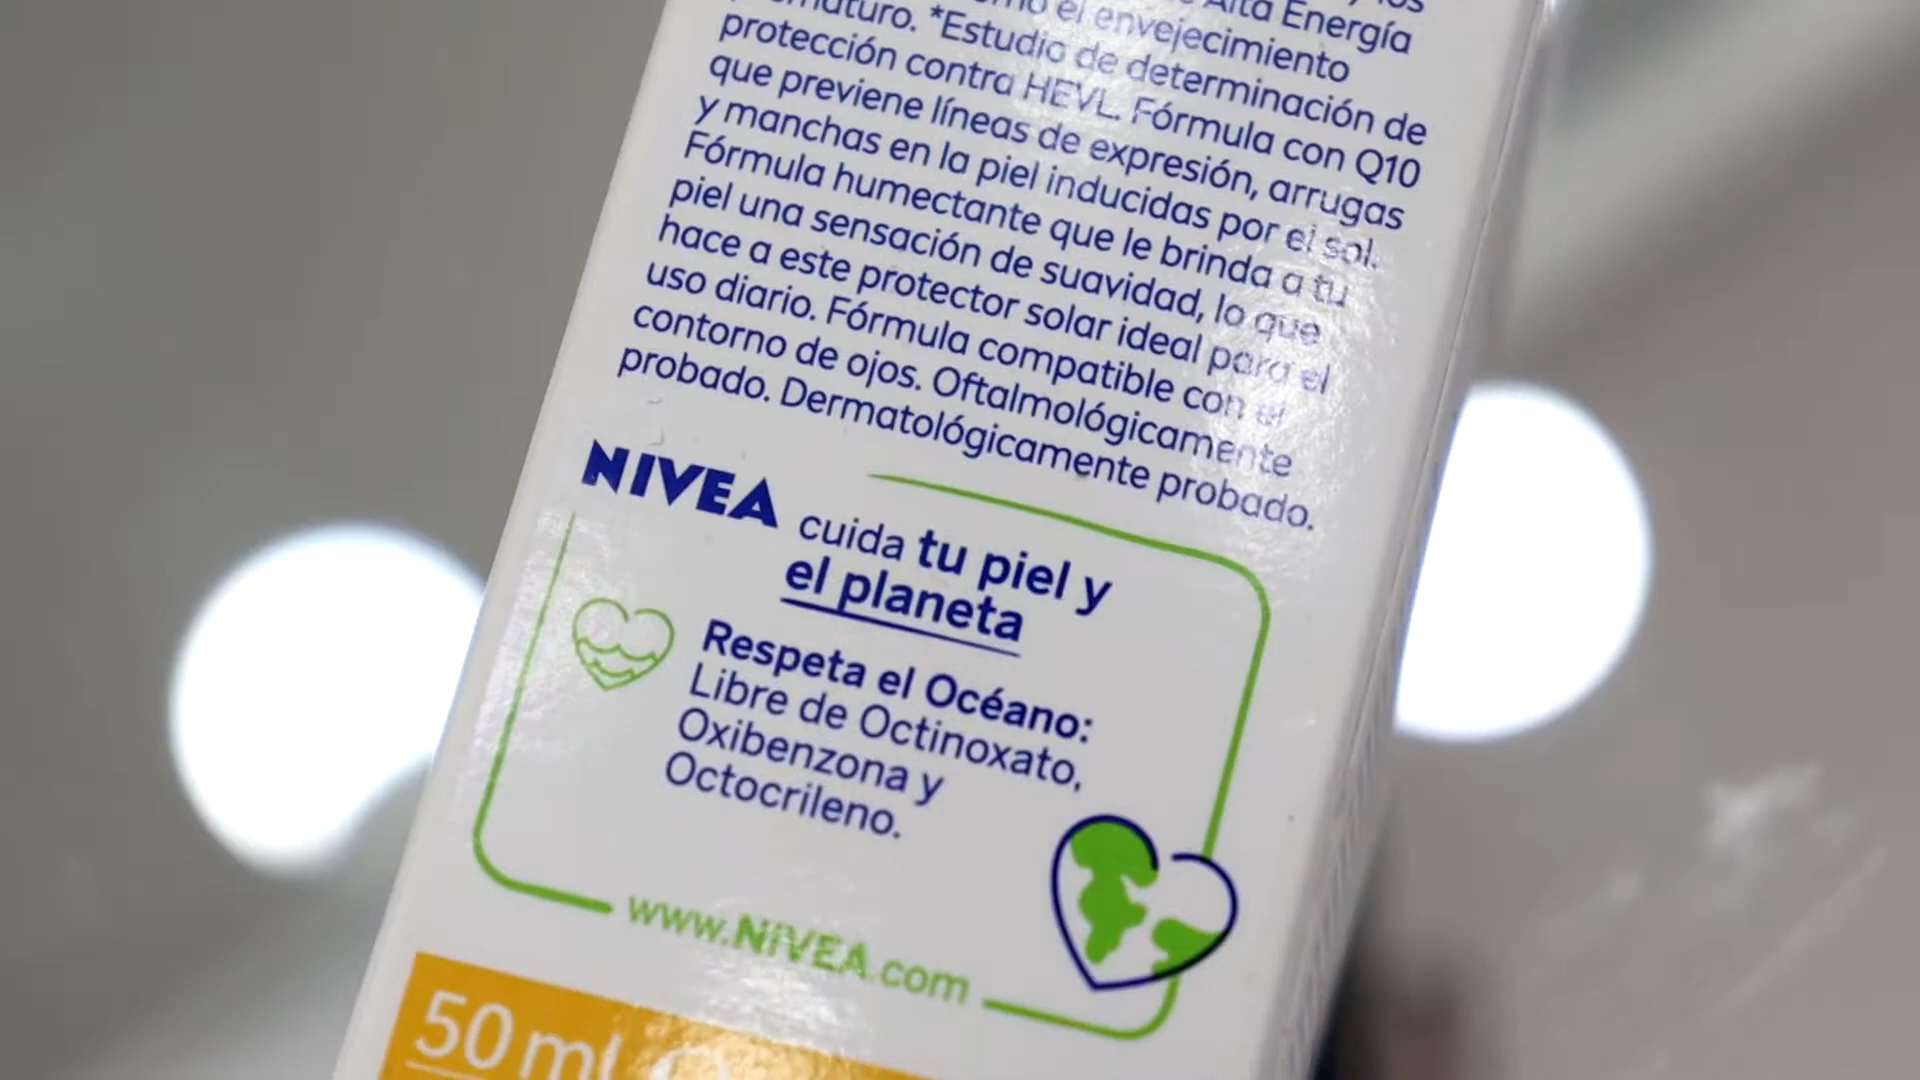 Alta Energía
el envejecimiento
*Estudio de determinación de
protección contra HEVL. Fórmula con Q10
que previene líneas de expresión, arrugas
y manchas en la piel inducidas por el sol.
Fórmula humectante que le brinda a tu
piel una sensación de suavidad, lo que
hace a este protector solar ideal para el
uso diario. Fórmula compatible con el
contorno de ojos. Oftalmológicamente
probado. Dermatológicamente probado.
NIVEA cuida tu piel y
el planeta
Respeta el Océano:
Libre de Octinoxato,
Oxibenzona y
Octocrileno.
www.NIVEA.com
50 ml